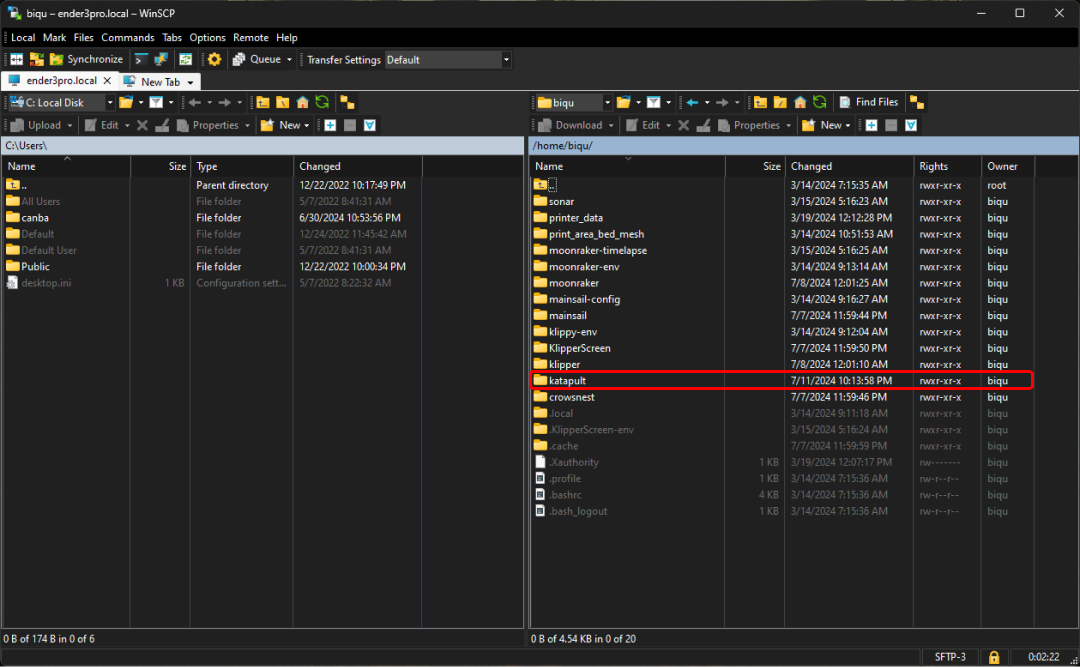 biqu – ender3pro.local – WinSCP
Local Mark Files Commands Tabs Options Remote Help
Synchronize Queue Transfer Settings Default
ender3pro.local New Tab
C: Local Disk
Upload Edit Properties New
C:\Users\
Name Size Type Changed
.. Parent directory 12/22/2022 10:17:49 PM
All Users File folder 5/7/2022 8:41:31 AM
canba File folder 6/30/2024 10:53:56 PM
Default File folder 12/24/2022 11:45:42 AM
Default User File folder 5/7/2022 8:41:31 AM
Public File folder 12/22/2022 10:00:34 PM
desktop.ini 1 KB Configuration sett... 5/7/2022 8:22:32 AM
0 B of 174 B in 0 of 6
biqu Find Files
Download Edit Properties New
/home/biqu/
Name Size Changed Rights Owner
.. 3/14/2024 7:15:35 AM rwxr-xr-x root
sonar 3/15/2024 5:16:23 AM rwxr-xr-x biqu
printer_data 3/19/2024 12:12:28 PM rwxr-xr-x biqu
print_area_bed_mesh 3/14/2024 10:51:53 AM rwxr-xr-x biqu
moonraker-timelapse 3/15/2024 5:16:25 AM rwxr-xr-x biqu
moonraker-env 3/14/2024 9:13:14 AM rwxr-xr-x biqu
moonraker 7/8/2024 12:01:25 AM rwxr-xr-x biqu
mainsail-config 3/14/2024 9:16:27 AM rwxr-xr-x biqu
mainsail 7/7/2024 11:59:44 PM rwxr-xr-x biqu
klippy-env 3/14/2024 9:12:04 AM rwxr-xr-x biqu
KlipperScreen 7/7/2024 11:59:50 PM rwxr-xr-x biqu
klipper 7/8/2024 12:01:10 AM rwxr-xr-x biqu
katapult 7/11/2024 10:13:58 PM rwxr-xr-x biqu
crowsnest 7/7/2024 11:59:46 PM rwxr-xr-x biqu
.local 3/14/2024 9:11:18 AM rwxr-xr-x biqu
.KlipperScreen-env 3/15/2024 5:16:24 AM rwxr-xr-x biqu
.cache 7/7/2024 11:59:59 PM rwxr-xr-x biqu
.Xauthority 1 KB 3/19/2024 12:07:17 PM rw------- biqu
.profile 1 KB 3/14/2024 7:15:36 AM rw-r--r-- biqu
.bashrc 4 KB 3/14/2024 7:15:36 AM rw-r--r-- biqu
.bash_logout 1 KB 3/14/2024 7:15:36 AM rw-r--r-- biqu
0 B of 4.54 KB in 0 of 20
SFTP-3 0:02:22